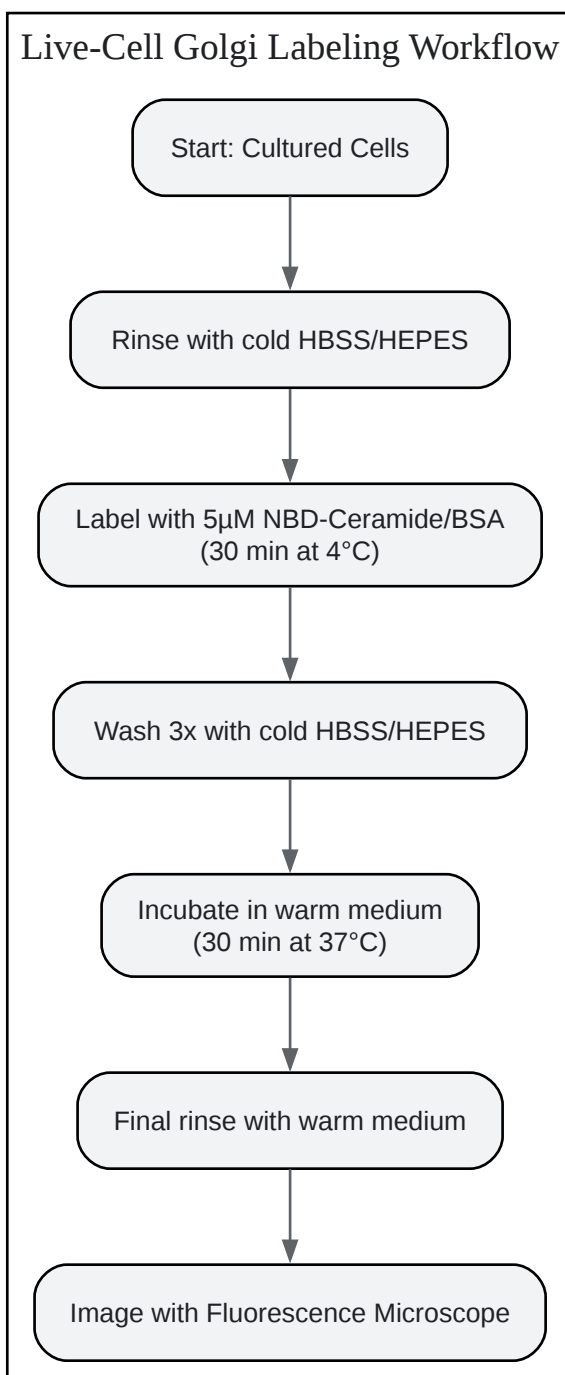 Live-Cell Golgi Labeling Workflow
Start: Cultured Cells
Rinse with cold HBSS/HEPES
Label with 5µM NBD-Ceramide/BSA
(30 min at 4°C)
Wash 3x with cold HBSS/HEPES
Incubate in warm medium
(30 min at 37°C)
Final rinse with warm medium
Image with Fluorescence Microscope